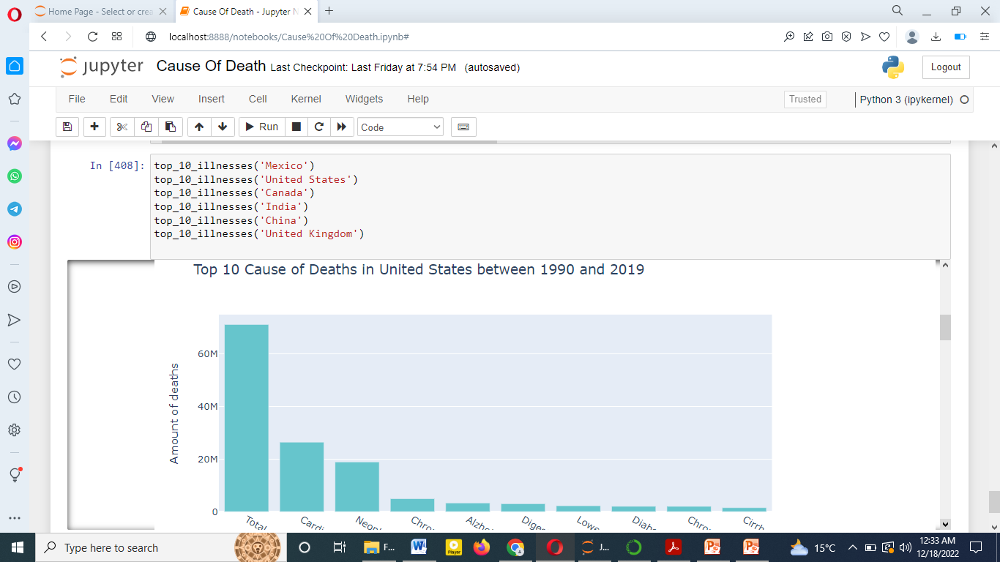 Home Page - Select or crea
Cause Of Death - Jupyter N
localhost:8888/notebooks/Cause%20Of%20Death.ipynb#
jupyter Cause Of Death Last Checkpoint: Last Friday at 7:54 PM (autosaved)
Logout
File Edit View Insert Cell Kernel Widgets Help
Trusted
Python 3 (ipykernel)
Run
Code
In [408]:
top_10_illnesses('Mexico')
top_10_illnesses('United States')
top_10_illnesses('Canada')
top_10_illnesses('India')
top_10_illnesses('China')
top_10_illnesses('United Kingdom')
Top 10 Cause of Deaths in United States between 1990 and 2019
60M
40M
20M
0
Amount of deaths
Total Cardi Neopl Chro Alzhe Diges Lowe Diabe Chro Cirrh
Type here to search
F...
Player
J...
15°C
12:33 AM
12/18/2022